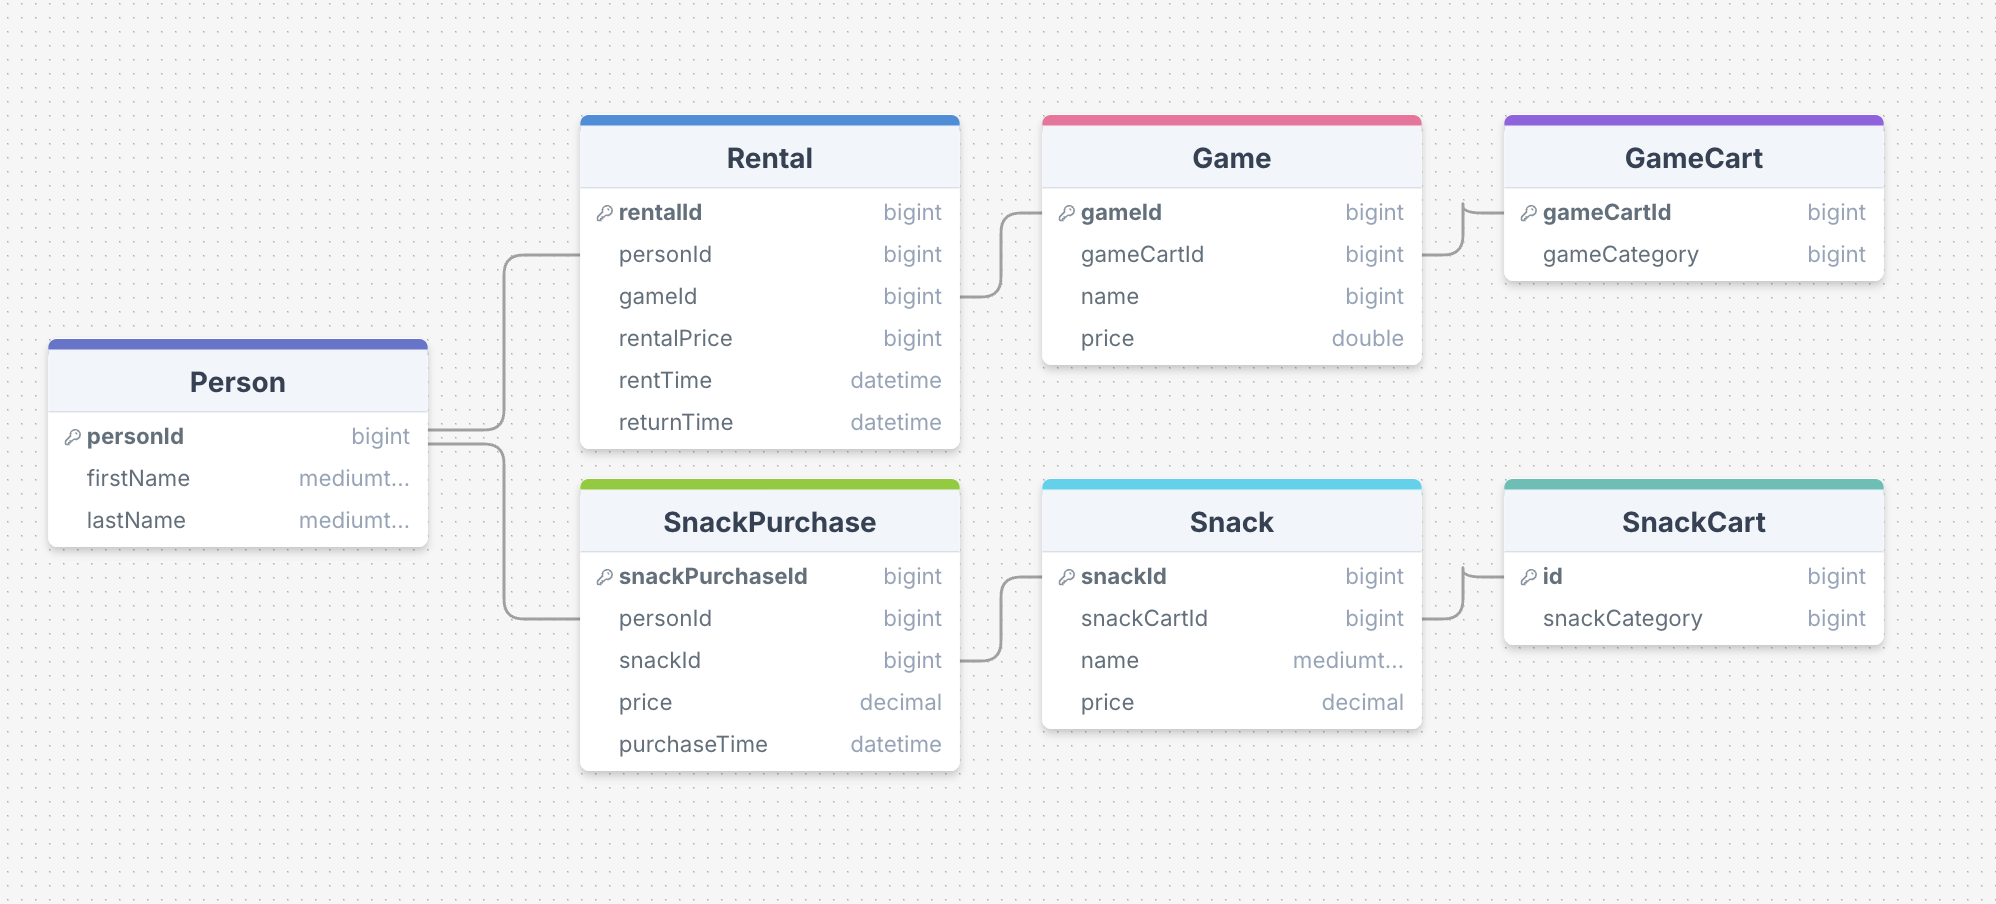 Person
personId bigint
firstName mediumt...
lastName mediumt...
Rental
rentalId bigint
personId bigint
gameId bigint
rentalPrice bigint
rentTime datetime
returnTime datetime
Game
gameId bigint
gameCartId bigint
name bigint
price double
GameCart
gameCartId bigint
gameCategory bigint
SnackPurchase
snackPurchaseId bigint
personId bigint
snackId bigint
price decimal
purchaseTime datetime
Snack
snackId bigint
snackCartId bigint
name mediumt...
price decimal
SnackCart
id bigint
snackCategory bigint